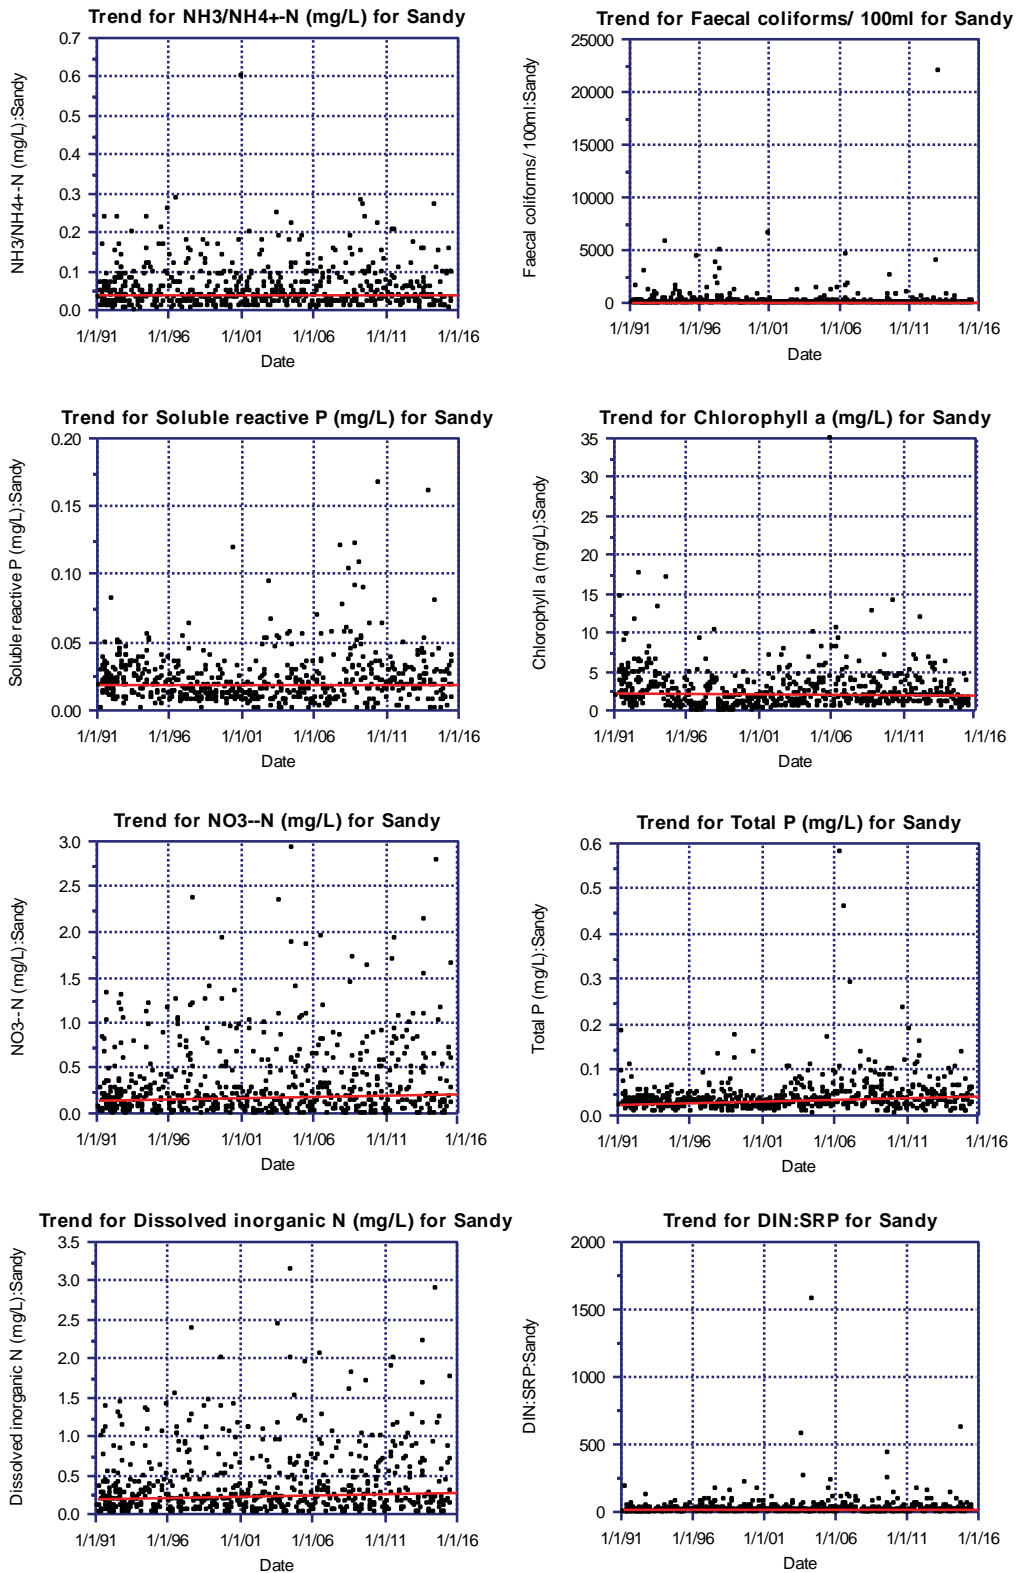 Trend for NH3/NH4+-N (mg/L) for Sandy
NH3/NH4+-N (mg/L):Sandy
0.7
0.6
0.5
0.4
0.3
0.2
0.1
0.0
1/1/91 1/1/96 1/1/01 1/1/06 1/1/11 1/1/16
Date
Trend for Faecal coliforms/ 100ml for Sandy
Faecal coliforms/ 100ml:Sandy
25000
20000
15000
10000
5000
0
1/1/91 1/1/96 1/1/01 1/1/06 1/1/11 1/1/16
Date
Trend for Soluble reactive P (mg/L) for Sandy
Soluble reactive P (mg/L):Sandy
0.20
0.15
0.10
0.05
0.00
1/1/91 1/1/96 1/1/01 1/1/06 1/1/11 1/1/16
Date
Trend for Chlorophyll a (mg/L) for Sandy
Chlorophyll a (mg/L):Sandy
35
30
25
20
15
10
5
0
1/1/91 1/1/96 1/1/01 1/1/06 1/1/11 1/1/16
Date
Trend for NO3--N (mg/L) for Sandy
NO3--N (mg/L):Sandy
3.0
2.5
2.0
1.5
1.0
0.5
0.0
1/1/91 1/1/96 1/1/01 1/1/06 1/1/11 1/1/16
Date
Trend for Total P (mg/L) for Sandy
Total P (mg/L):Sandy
0.6
0.5
0.4
0.3
0.2
0.1
0.0
1/1/91 1/1/96 1/1/01 1/1/06 1/1/11 1/1/16
Date
Trend for Dissolved inorganic N (mg/L) for Sandy
Dissolved inorganic N (mg/L):Sandy
3.5
3.0
2.5
2.0
1.5
1.0
0.5
0.0
1/1/91 1/1/96 1/1/01 1/1/06 1/1/11 1/1/16
Date
Trend for DIN:SRP for Sandy
DIN:SRP:Sandy
2000
1500
1000
500
0
1/1/91 1/1/96 1/1/01 1/1/06 1/1/11 1/1/16
Date